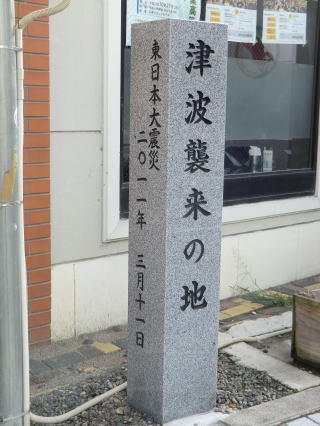 津波襲来の地
東日本大震災
二〇一一年 三月十一日